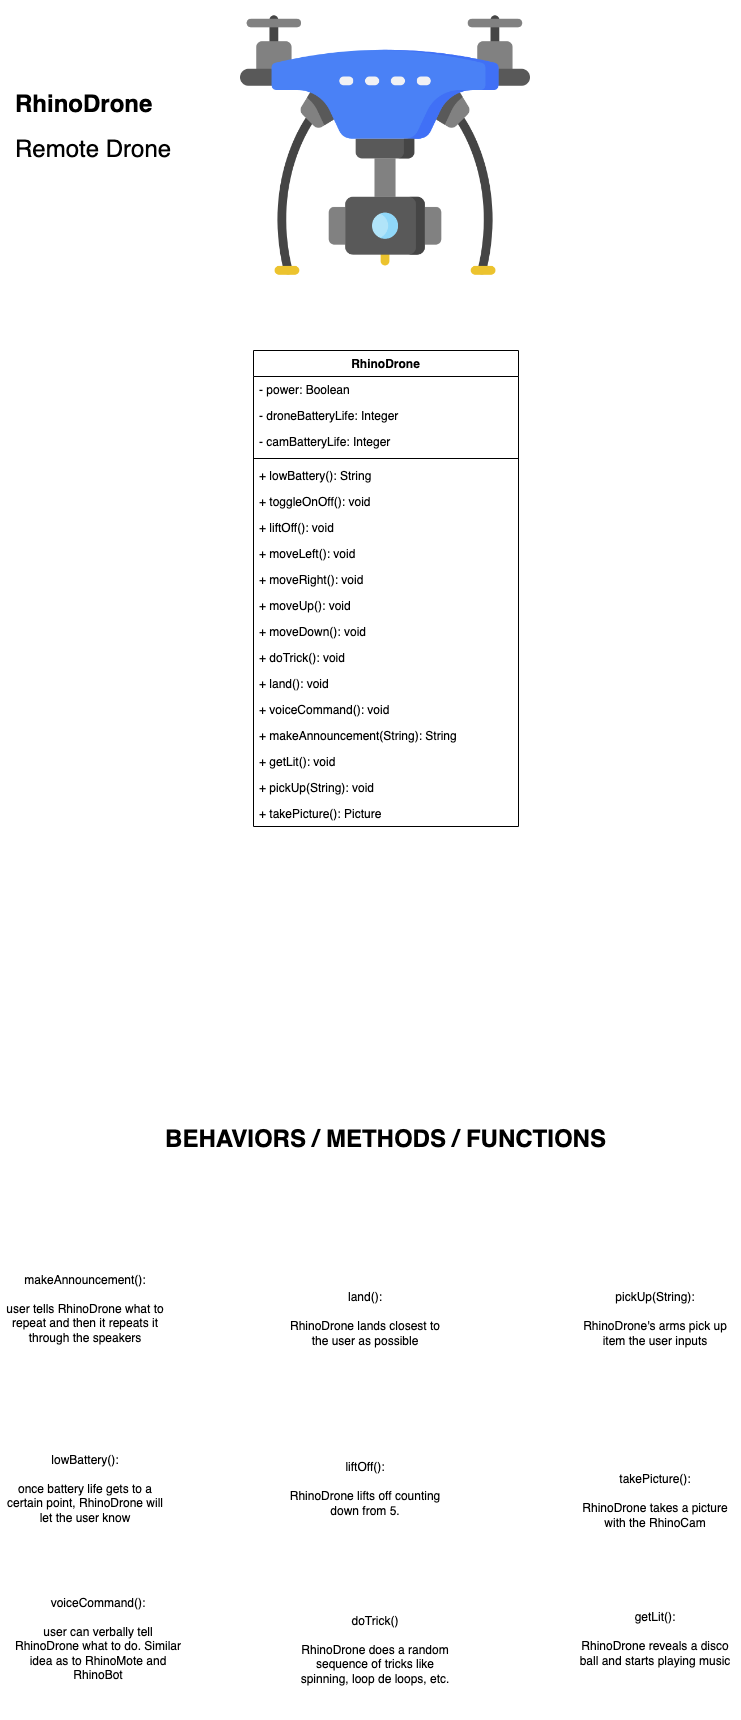 RhinoDrone
Remote Drone
RhinoDrone
- power: Boolean
- droneBatteryLife: Integer
- camBatteryLife: Integer
+ lowBattery(): String
+ toggleOnOff(): void
+ liftOff(): void
+ moveLeft(): void
+ moveRight(): void
+ moveUp(): void
+ moveDown(): void
+ doTrick(): void
+ land(): void
+ voiceCommand(): void
+ makeAnnouncement(String): String
+ getLit(): void
+ pickUp(String): void
+ takePicture(): Picture
BEHAVIORS / METHODS / FUNCTIONS
makeAnnouncement():
user tells RhinoDrone what to
repeat and then it repeats it
through the speakers
land():
RhinoDrone lands closest to
the user as possible
pickUp(String):
RhinoDrone's arms pick up
item the user inputs
lowBattery():
once battery life gets to a
certain point, RhinoDrone will
let the user know
liftOff():
RhinoDrone lifts off counting
down from 5.
takePicture():
RhinoDrone takes a picture
with the RhinoCam
voiceCommand():
user can verbally tell
RhinoDrone what to do. Similar
idea as to RhinoMote and
RhinoBot
doTrick()
RhinoDrone does a random
sequence of tricks like
spinning, loop de loops, etc.
getLit():
RhinoDrone reveals a disco
ball and starts playing music